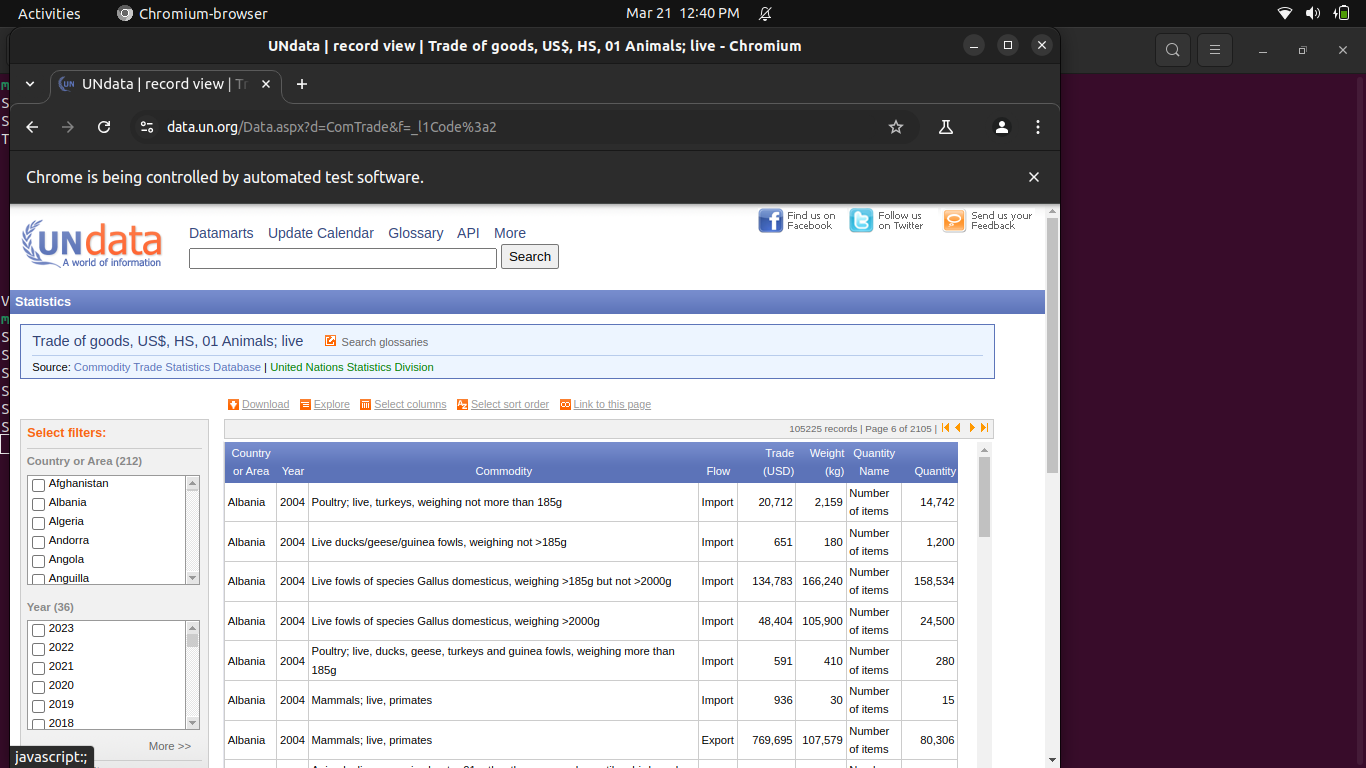 Activities
Chromium-browser
Mar 21 12:40 PM
UNdata | record view | Trade of goods, US$, HS, 01 Animals; live - Chromium
UNdata | record view | Tr
data.un.org/Data.aspx?d=ComTrade&f=_l1Code%3a2
Chrome is being controlled by automated test software.
UNdata
A world of information
Datamarts Update Calendar Glossary API More
Search
Find us on
Facebook
Follow us
on Twitter
Send us your
Feedback
Statistics
Trade of goods, US$, HS, 01 Animals; live
Search glossaries
Source: Commodity Trade Statistics Database | United Nations Statistics Division
Download Explore Select columns Select sort order Link to this page
Select filters:
Country or Area (212)
Afghanistan
Albania
Algeria
Andorra
Angola
Anguilla
Year (36)
2023
2022
2021
2020
2019
2018
More >>
javascript:;
105225 records | Page 6 of 2105 |
Country or Area Year Commodity Flow Trade (USD) Weight (kg) Quantity Name Quantity
Albania 2004 Poultry; live, turkeys, weighing not more than 185g Import 20,712 2,159 Number of items 14,742
Albania 2004 Live ducks/geese/guinea fowls, weighing not >185g Import 651 180 Number of items 1,200
Albania 2004 Live fowls of species Gallus domesticus, weighing >185g but not >2000g Import 134,783 166,240 Number of items 158,534
Albania 2004 Live fowls of species Gallus domesticus, weighing >2000g Import 48,404 105,900 Number of items 24,500
Albania 2004 Poultry; live, ducks, geese, turkeys and guinea fowls, weighing more than 185g Import 591 410 Number of items 280
Albania 2004 Mammals; live, primates Import 936 30 Number of items 15
Albania 2004 Mammals; live, primates Export 769,695 107,579 Number of items 80,306